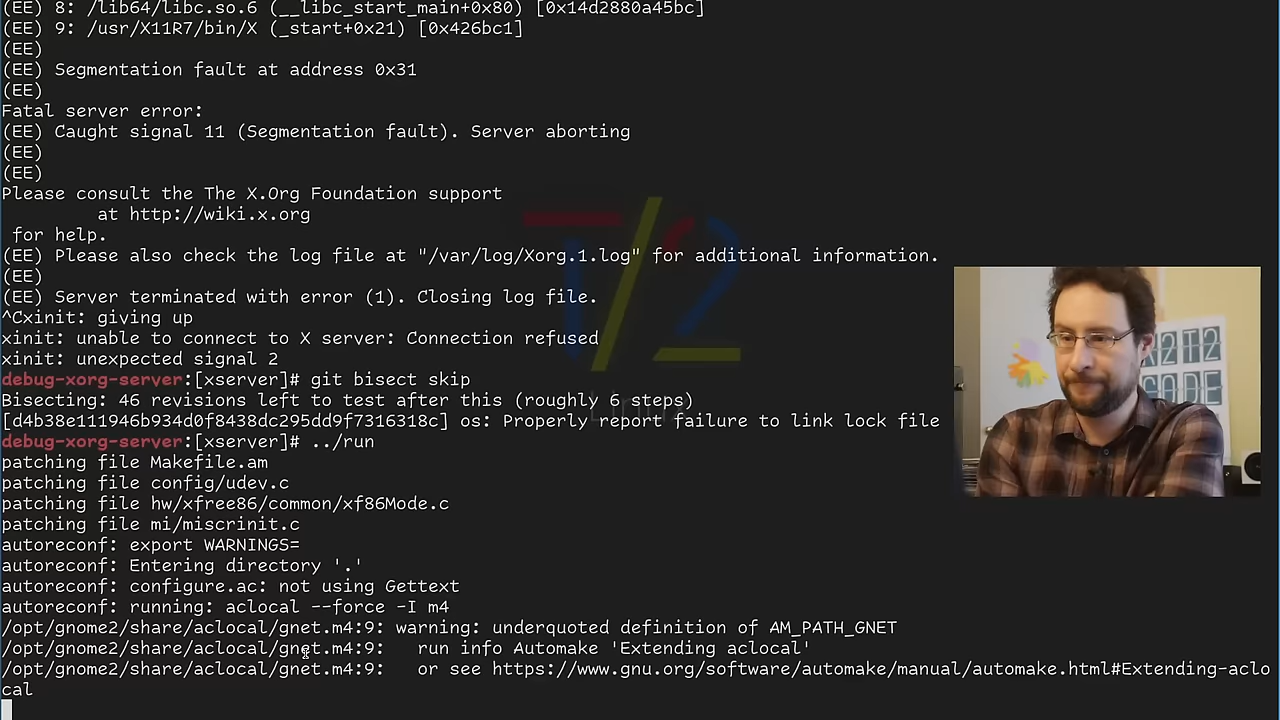 (EE) 8: /lib64/libc.so.6 (__libc_start_main+0x80) [0x14d2880a45bc]
(EE) 9: /usr/X11R7/bin/X (_start+0x21) [0x426bc1]
(EE)
(EE) Segmentation fault at address 0x31
(EE)
Fatal server error:
(EE) Caught signal 11 (Segmentation fault). Server aborting
(EE)
(EE)
Please consult the The X.Org Foundation support
at http://wiki.x.org
for help.
(EE) Please also check the log file at "/var/log/Xorg.1.log" for additional information.
(EE)
(EE) Server terminated with error (1). Closing log file.
^Cxinit: giving up
xinit: unable to connect to X server: Connection refused
xinit: unexpected signal 2
debug-xorg-server:[xserver]# git bisect skip
Bisecting: 46 revisions left to test after this (roughly 6 steps)
[d4b38e111946b934d0f8438dc295dd9f7316318c] os: Properly report failure to link lock file
debug-xorg-server:[xserver]# ../run
patching file Makefile.am
patching file config/udev.c
patching file hw/xfree86/common/xf86Mode.c
patching file mi/miscrinit.c
autoreconf: export WARNINGS=
autoreconf: Entering directory '.'
autoreconf: configure.ac: not using Gettext
autoreconf: running: aclocal --force -I m4
/opt/gnome2/share/aclocal/gnet.m4:9: warning: underquoted definition of AM_PATH_GNET
/opt/gnome2/share/aclocal/gnet.m4:9: run info Automake 'Extending aclocal'
/opt/gnome2/share/aclocal/gnet.m4:9: or see https://www.gnu.org/software/automake/manual/automake.html#Extending-aclo
cal
T/2